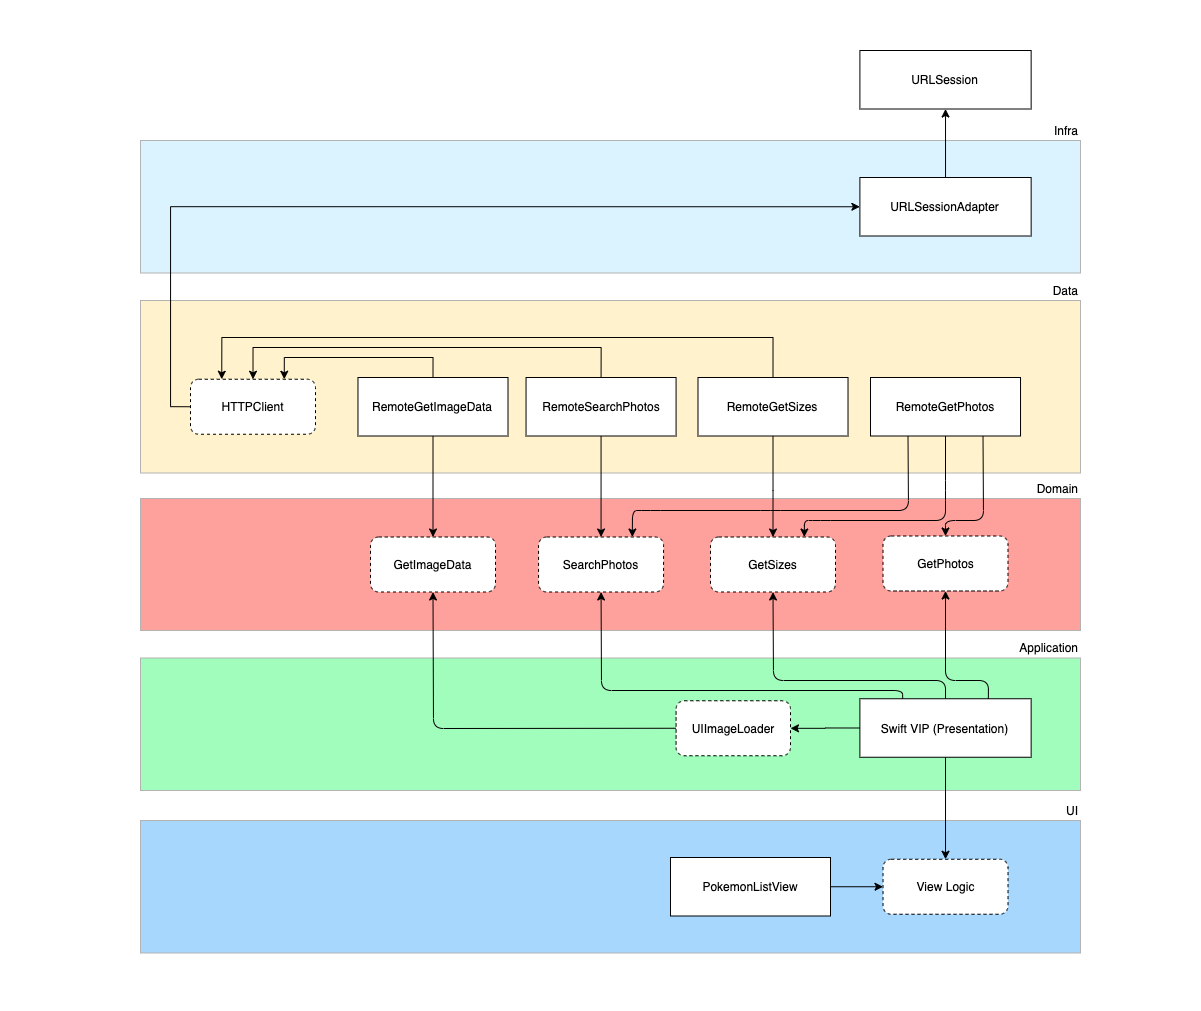 URLSession
Infra
URLSessionAdapter
Data
HTTPClient
RemoteGetImageData
RemoteSearchPhotos
RemoteGetSizes
RemoteGetPhotos
Domain
GetImageData
SearchPhotos
GetSizes
GetPhotos
Application
UIImageLoader
Swift VIP (Presentation)
UI
PokemonListView
View Logic